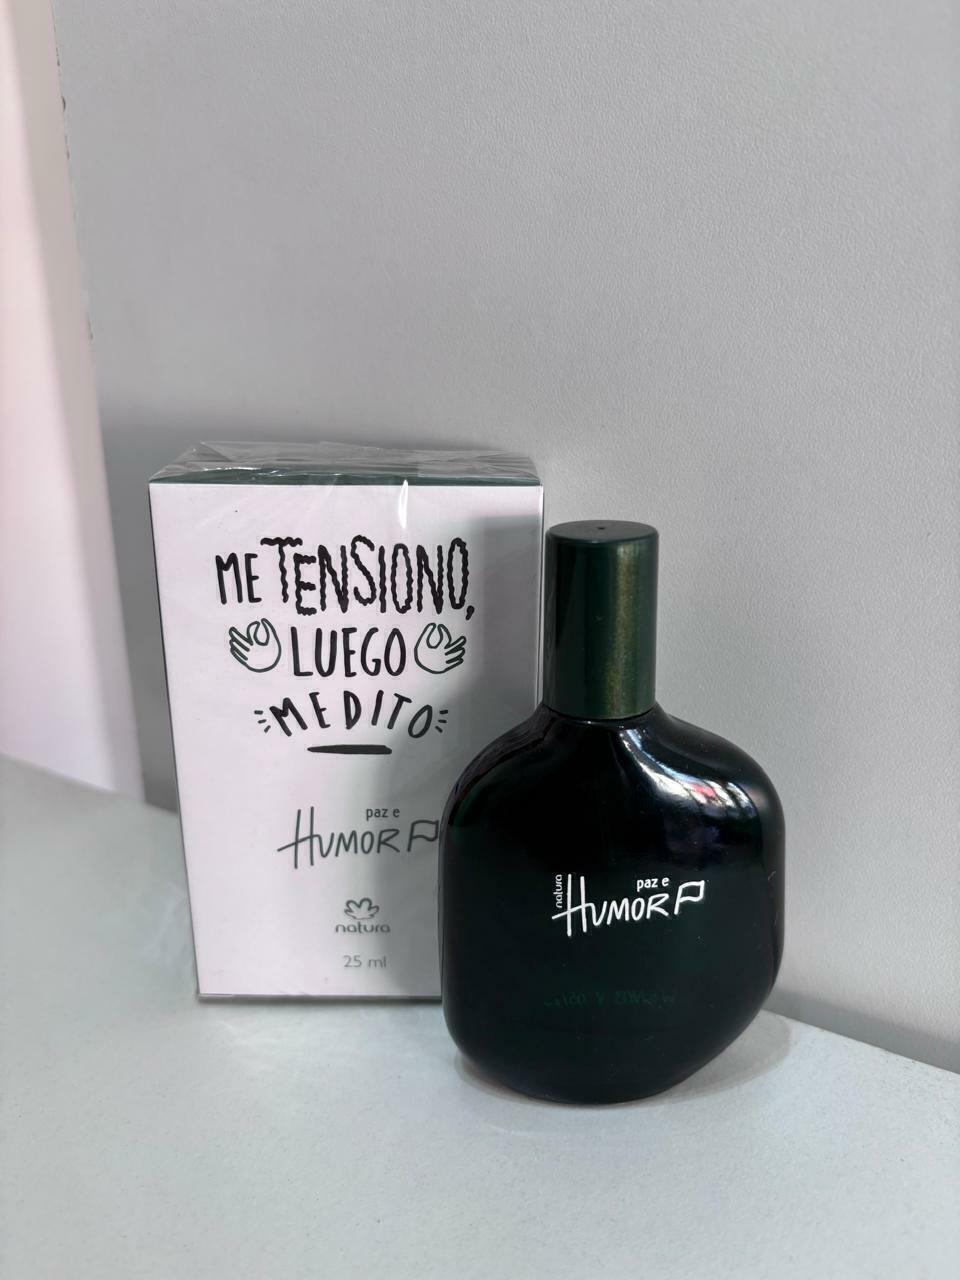 ME TENSIONO,
LUEGO
MEDITO
paz e
HUMOR
natura
25 ml
natura
paz e
HUMOR